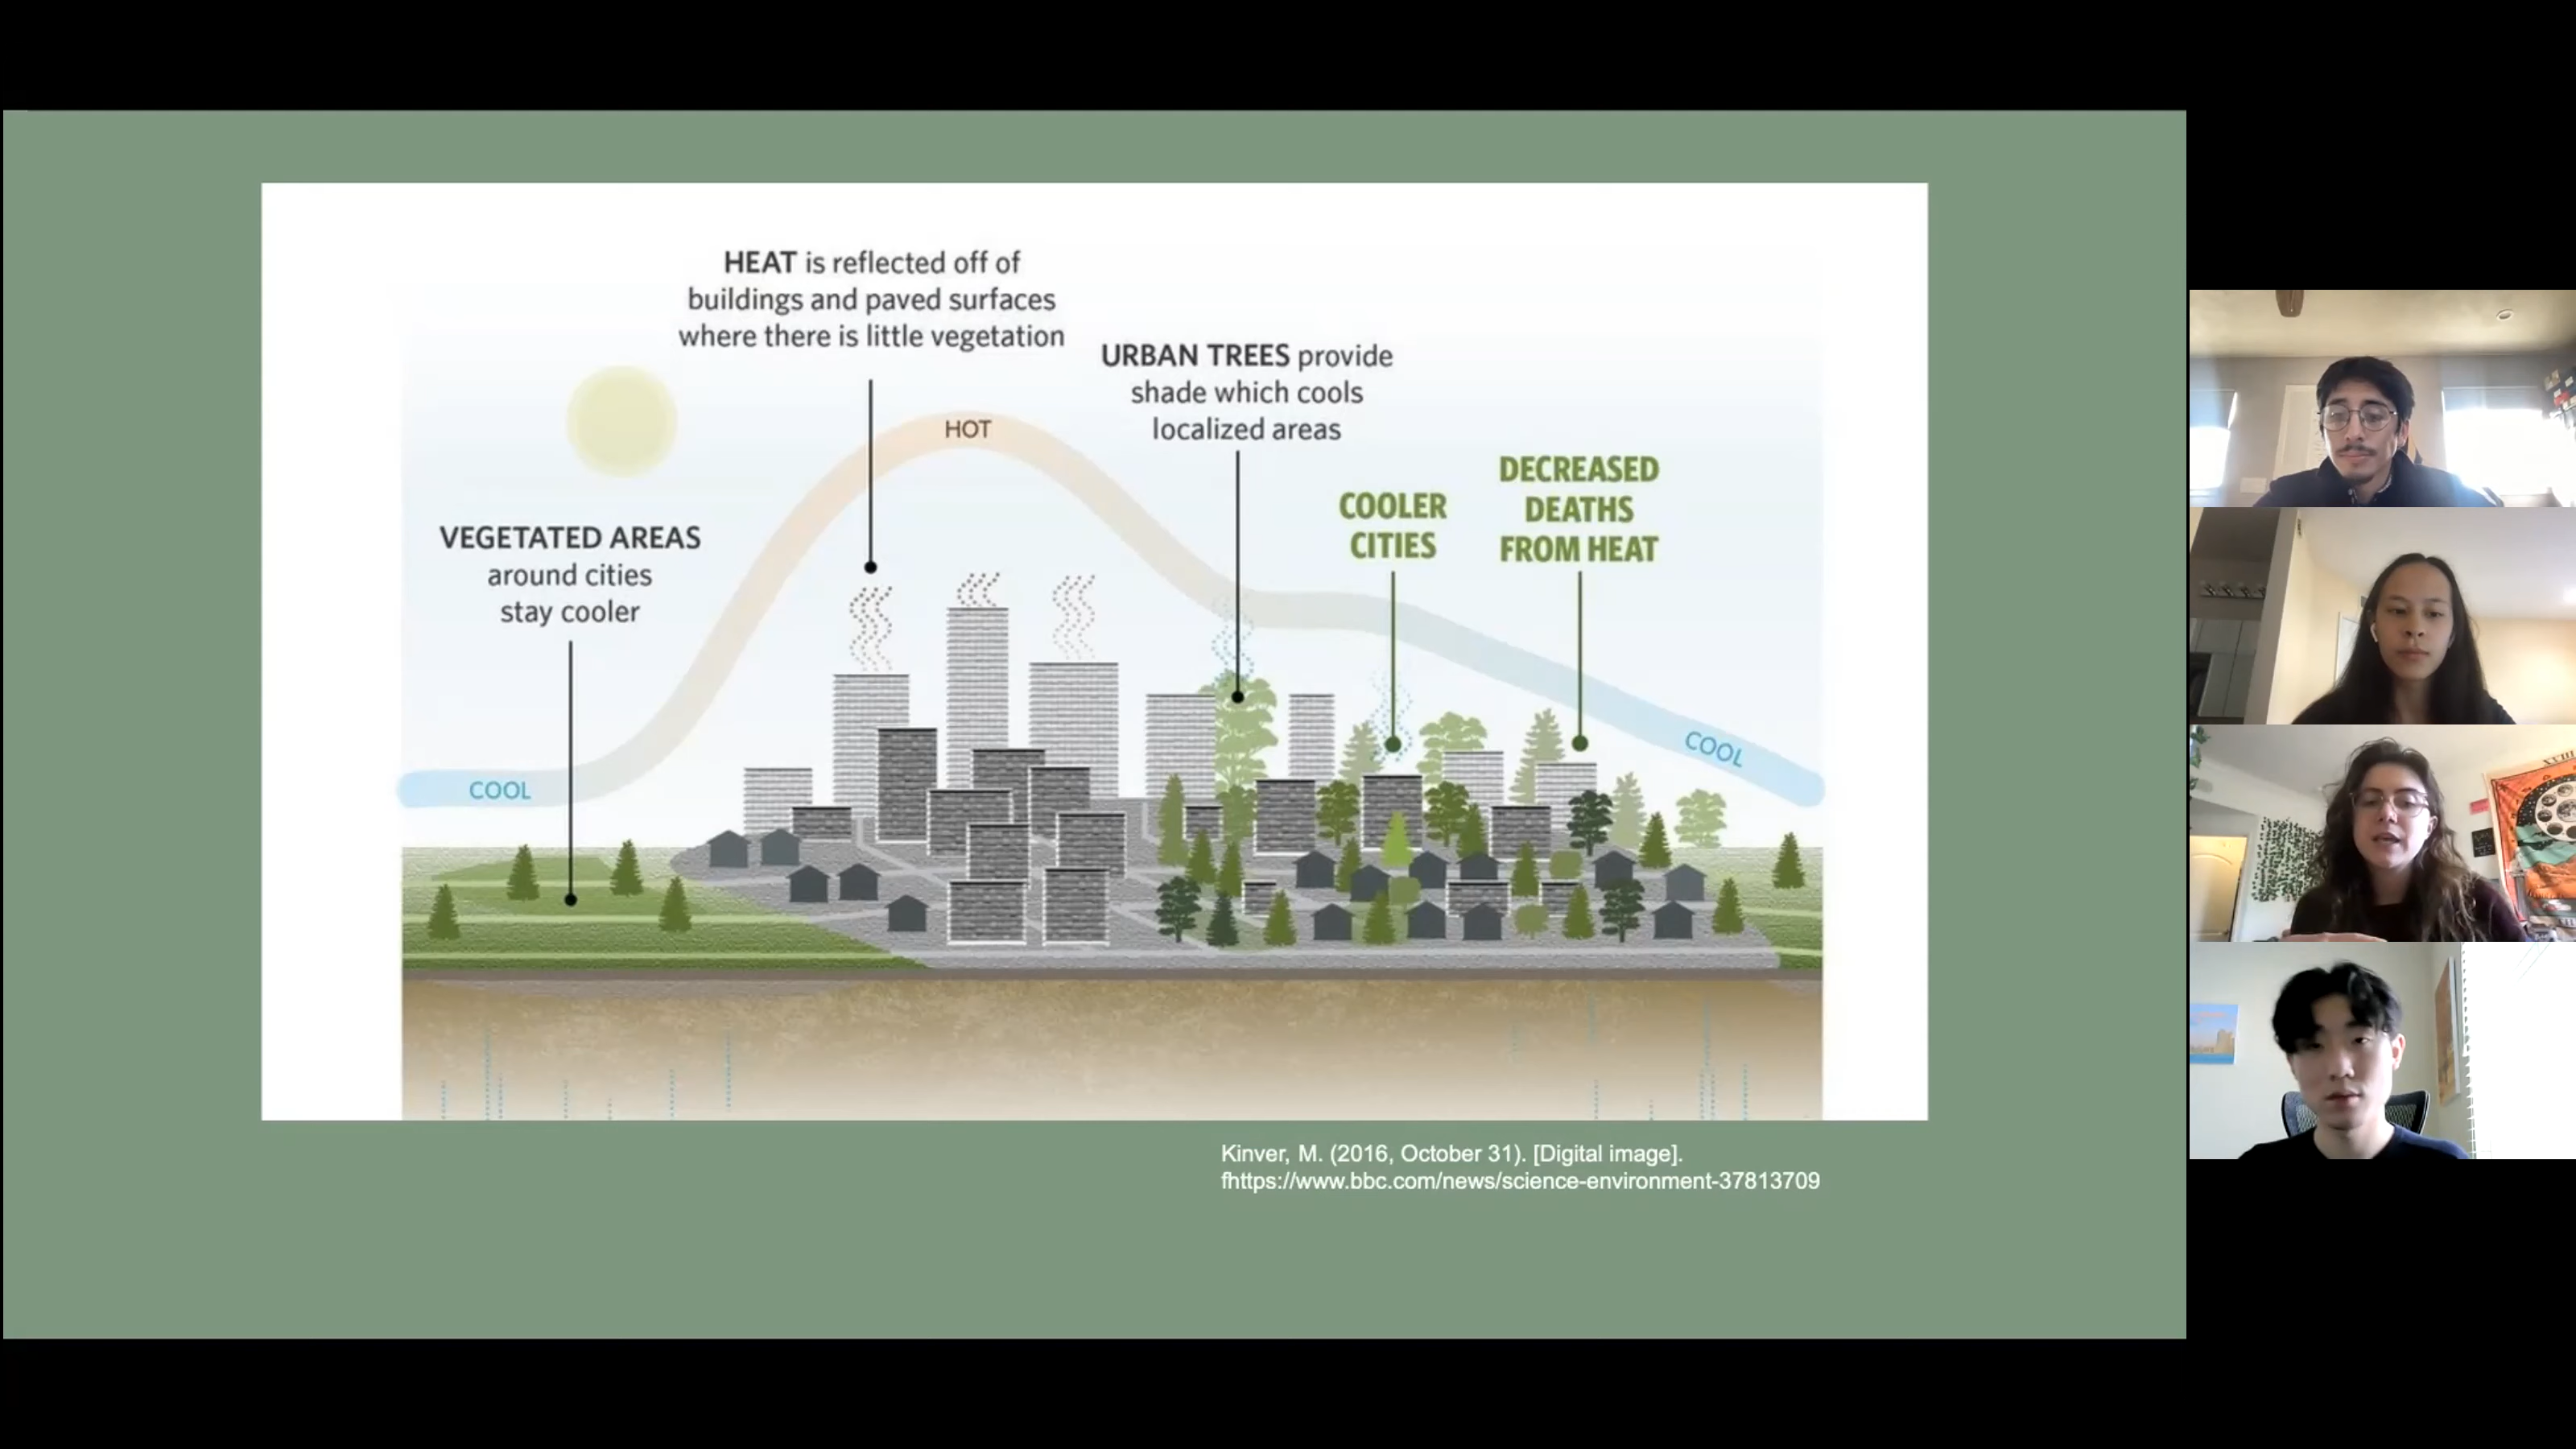 HEAT is reflected off of
buildings and paved surfaces
where there is little vegetation
URBAN TREES provide
shade which cools
localized areas
HOT
DECREASED
DEATHS
FROM HEAT
COOLER
CITIES
VEGETATED AREAS
around cities
stay cooler
COOL
COOL
Kinver, M. (2016, October 31). [Digital image].
fhttps://www.bbc.com/news/science-environment-37813709